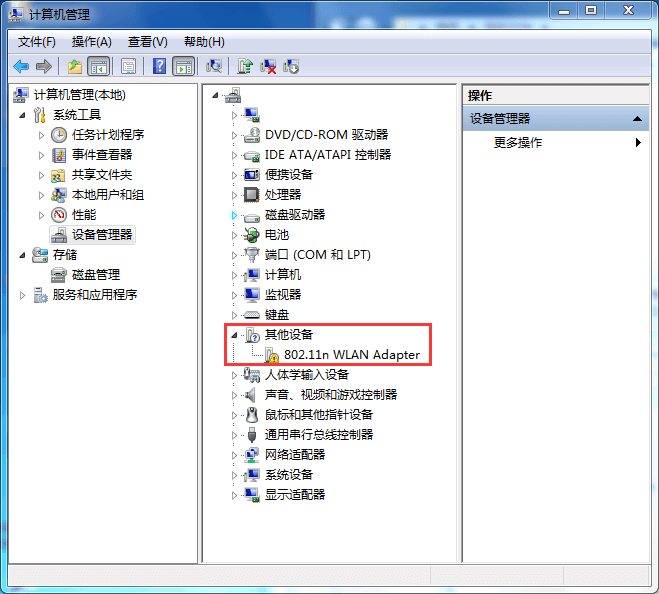 计算机管理
文件(F) 操作(A) 查看(V) 帮助(H)
计算机管理(本地)
系统工具
任务计划程序
事件查看器
共享文件夹
本地用户和组
性能
设备管理器
存储
磁盘管理
服务和应用程序
DVD/CD-ROM 驱动器
IDE ATA/ATAPI 控制器
便携设备
处理器
磁盘驱动器
电池
端口 (COM 和 LPT)
计算机
监视器
键盘
其他设备
802.11n WLAN Adapter
人体学输入设备
声音、视频和游戏控制器
鼠标和其他指针设备
通用串行总线控制器
网络适配器
系统设备
显示适配器
操作
设备管理器
更多操作